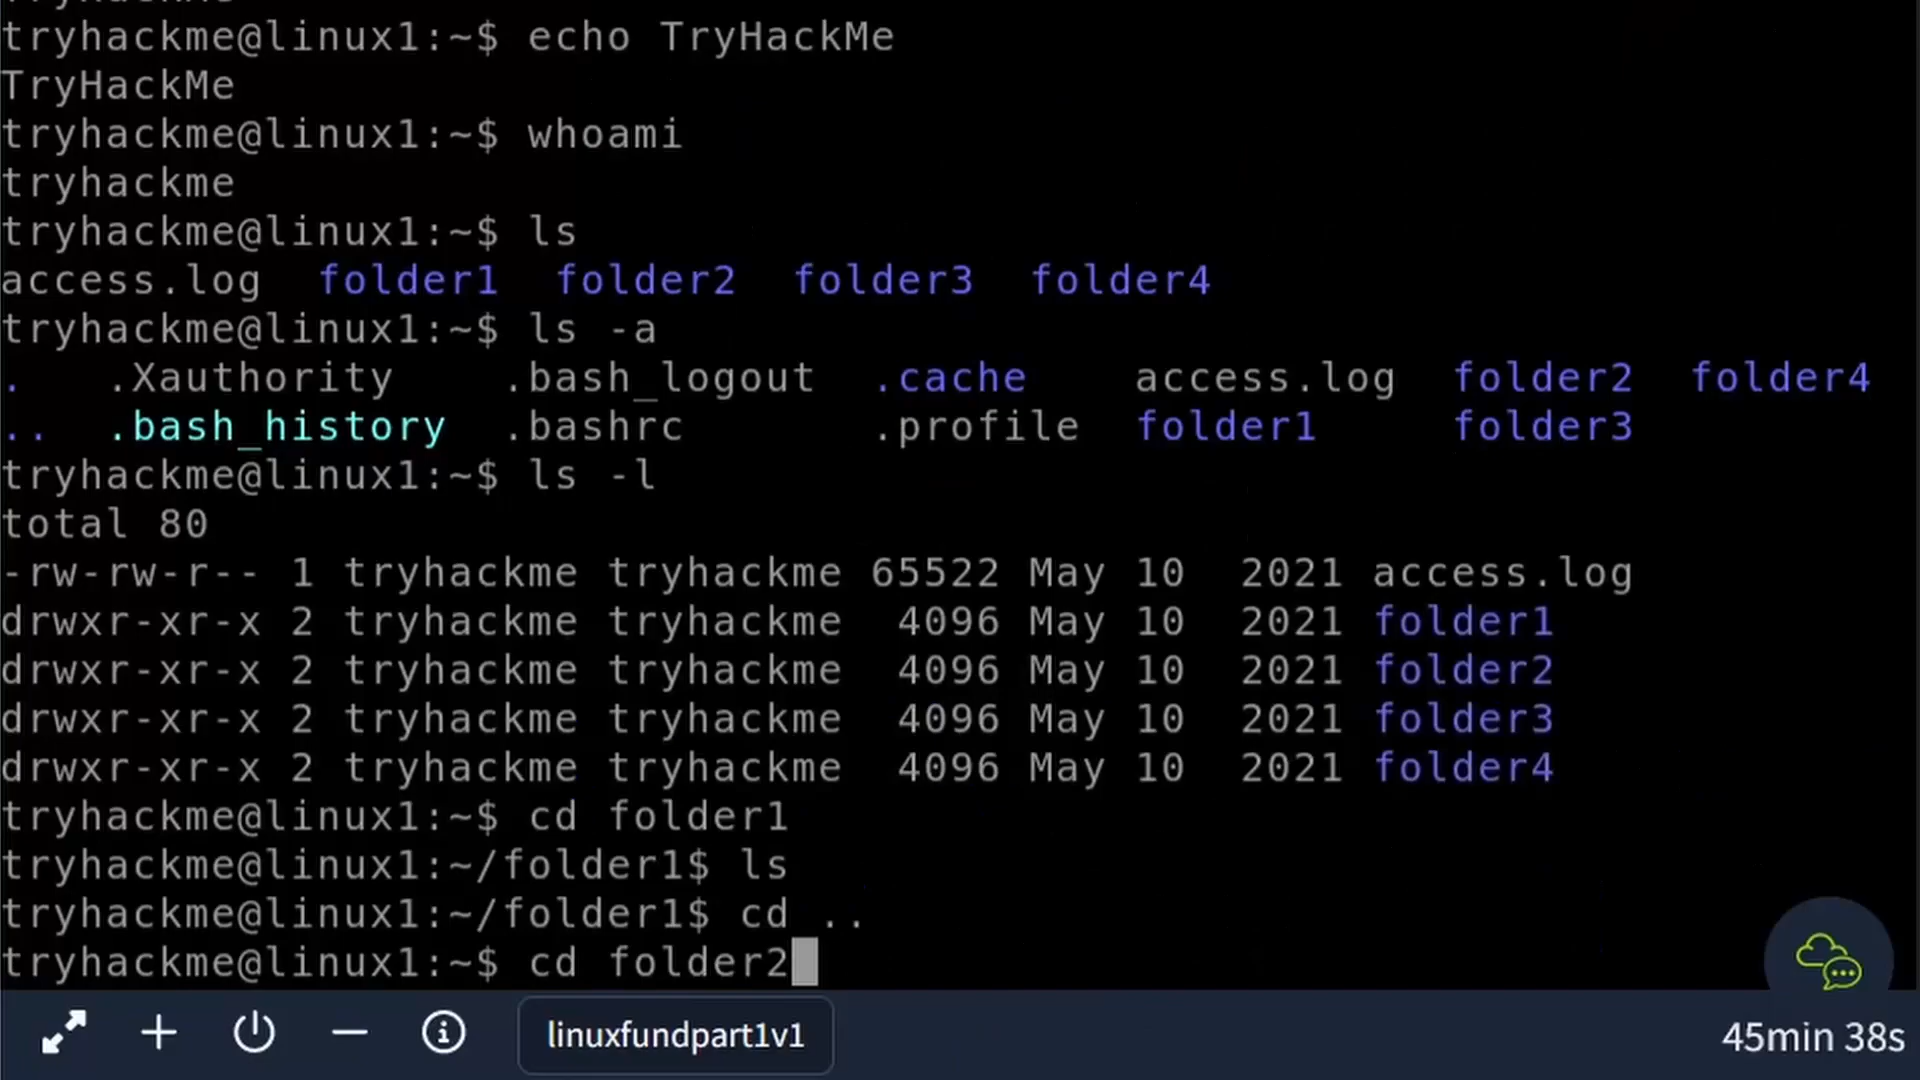 tryhackme@linux1:~$ echo TryHackMe
TryHackMe
tryhackme@linux1:~$ whoami
tryhackme
tryhackme@linux1:~$ ls
access.log  folder1  folder2  folder3  folder4
tryhackme@linux1:~$ ls -a
.   .Xauthority    .bash_logout  .cache    access.log  folder2  folder4
..  .bash_history  .bashrc       .profile  folder1     folder3
tryhackme@linux1:~$ ls -l
total 80
-rw-rw-r-- 1 tryhackme tryhackme 65522 May 10  2021 access.log
drwxr-xr-x 2 tryhackme tryhackme  4096 May 10  2021 folder1
drwxr-xr-x 2 tryhackme tryhackme  4096 May 10  2021 folder2
drwxr-xr-x 2 tryhackme tryhackme  4096 May 10  2021 folder3
drwxr-xr-x 2 tryhackme tryhackme  4096 May 10  2021 folder4
tryhackme@linux1:~$ cd folder1
tryhackme@linux1:~/folder1$ ls
tryhackme@linux1:~/folder1$ cd ..
tryhackme@linux1:~$ cd folder2
linuxfundpart1v1
45min 38s